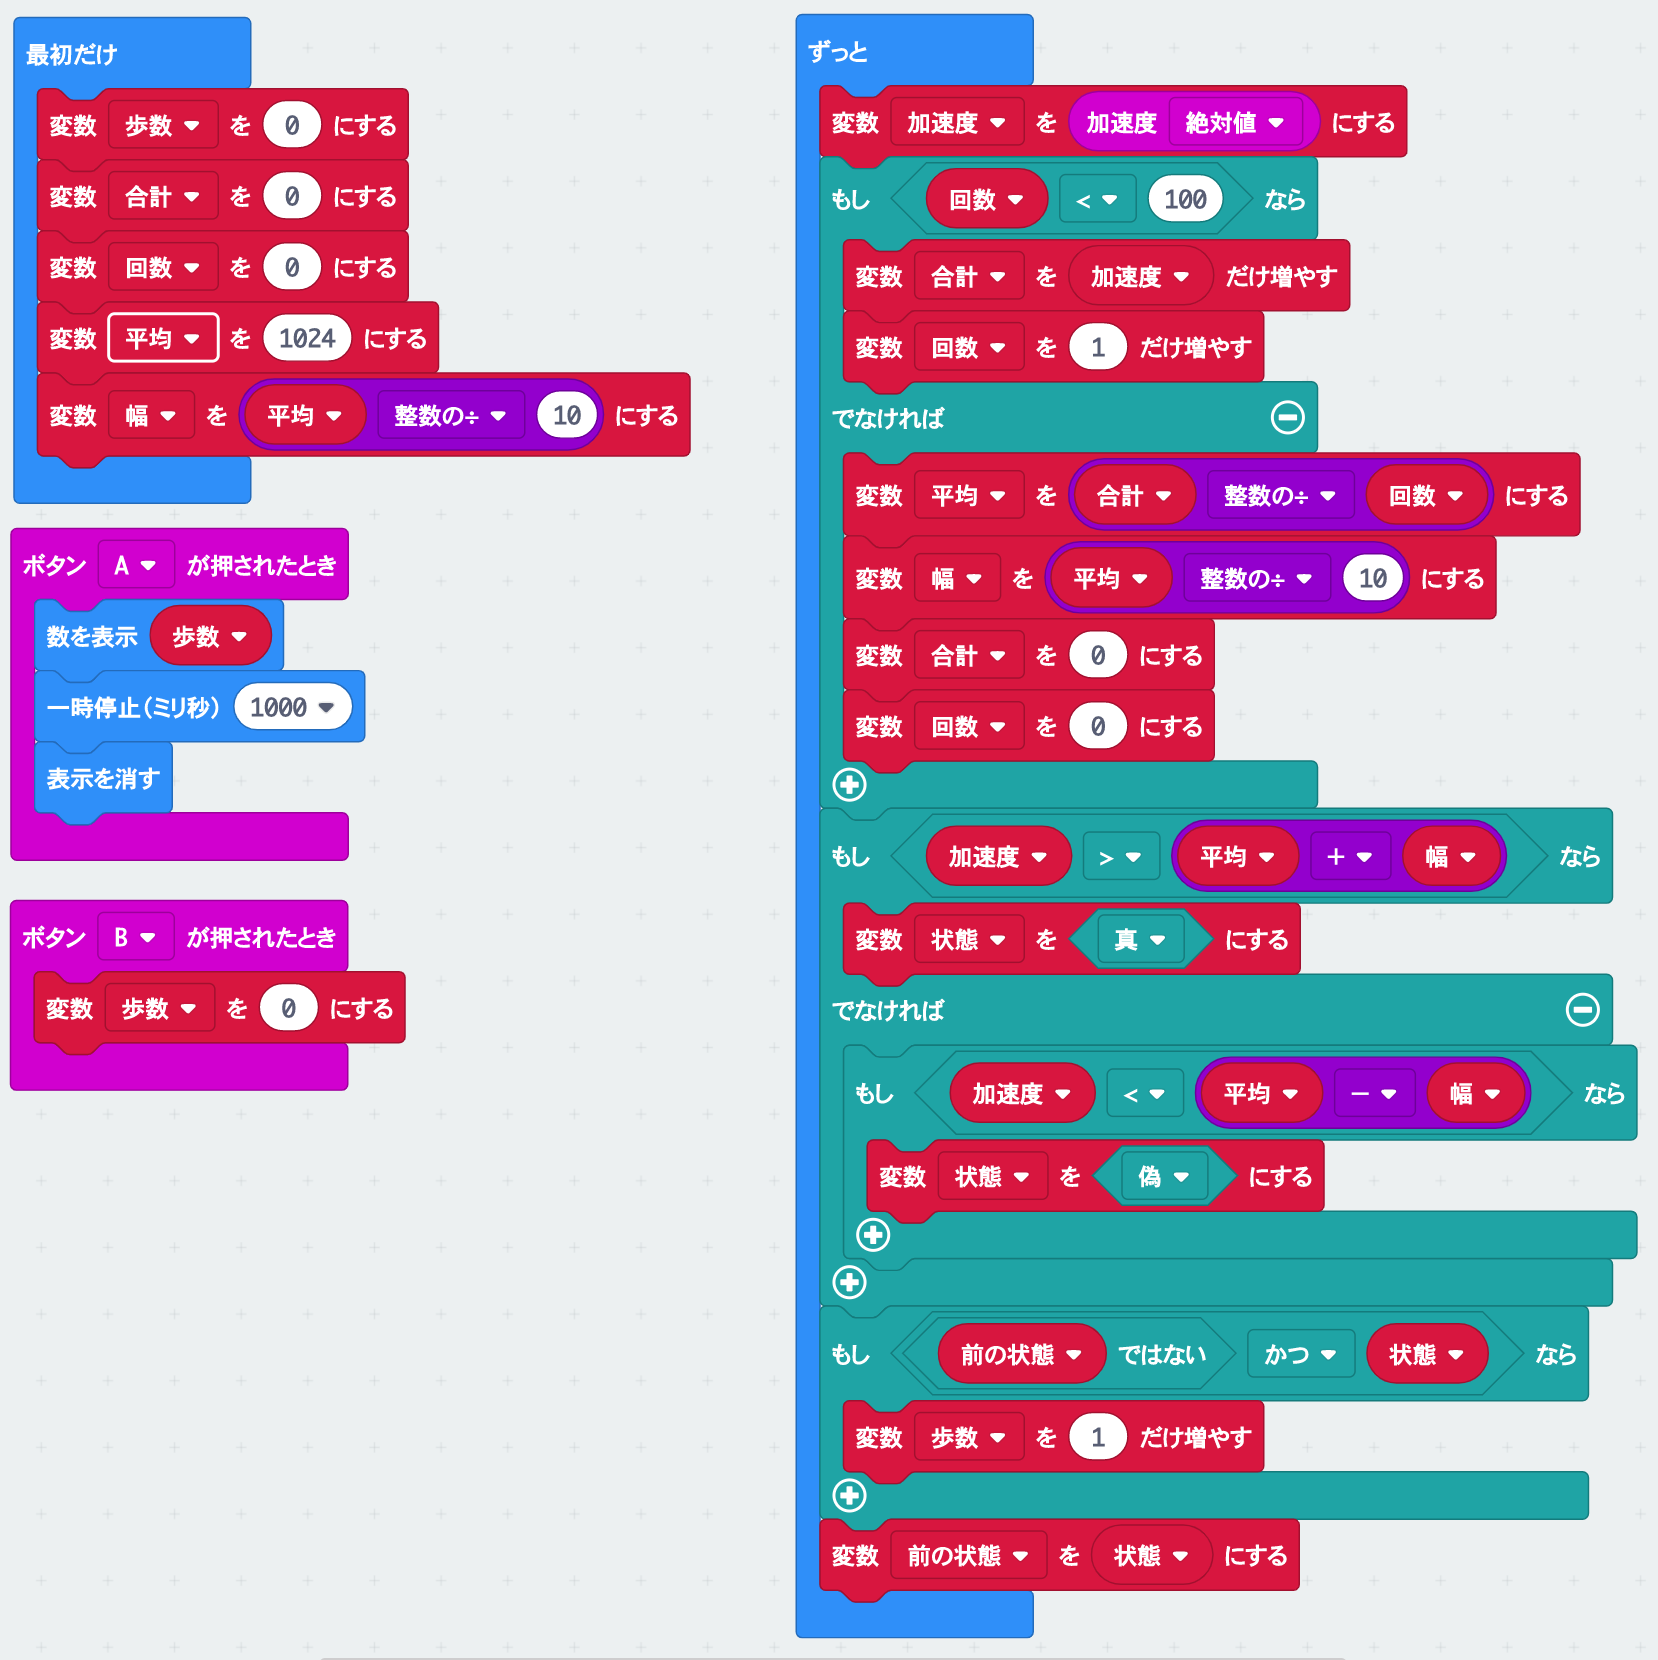 最初だけ
変数 歩数 を 0 にする
変数 合計 を 0 にする
変数 回数 を 0 にする
変数 平均 を 1024 にする
変数 幅 を 平均 整数の÷ 10 にする
ボタン A が押されたとき
数を表示 歩数
一時停止(ミリ秒) 1000
表示を消す
ボタン B が押されたとき
変数 歩数 を 0 にする
ずっと
変数 加速度 を 加速度 絶対値 にする
もし 回数 < 100 なら
変数 合計 を 加速度 だけ増やす
変数 回数 を 1 だけ増やす
でなければ
変数 平均 を 合計 整数の÷ 回数 にする
変数 幅 を 平均 整数の÷ 10 にする
変数 合計 を 0 にする
変数 回数 を 0 にする
もし 加速度 > 平均 + 幅 なら
変数 状態 を 真 にする
でなければ
もし 加速度 < 平均 - 幅 なら
変数 状態 を 偽 にする
もし 前の状態 ではない かつ 状態 なら
変数 歩数 を 1 だけ増やす
変数 前の状態 を 状態 にする